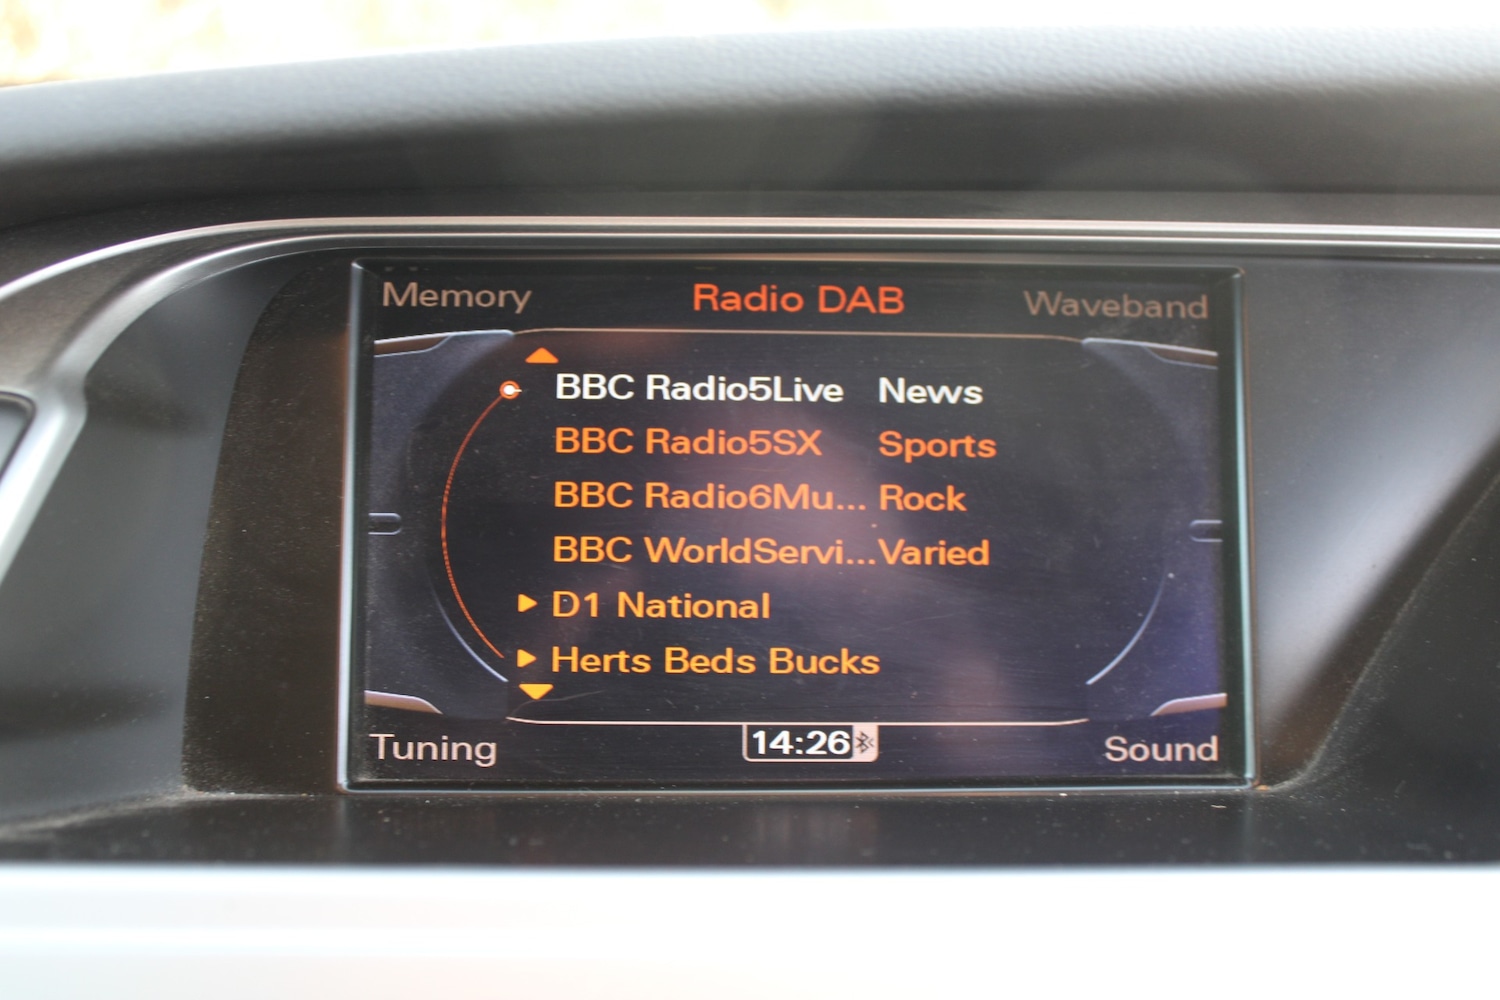 Memory Radio DAB Waveband
BBC Radio5Live News
BBC Radio5SX Sports
BBC Radio6Mu... Rock
BBC WorldServi... Varied
D1 National
Herts Beds Bucks
Tuning 14:26 Sound